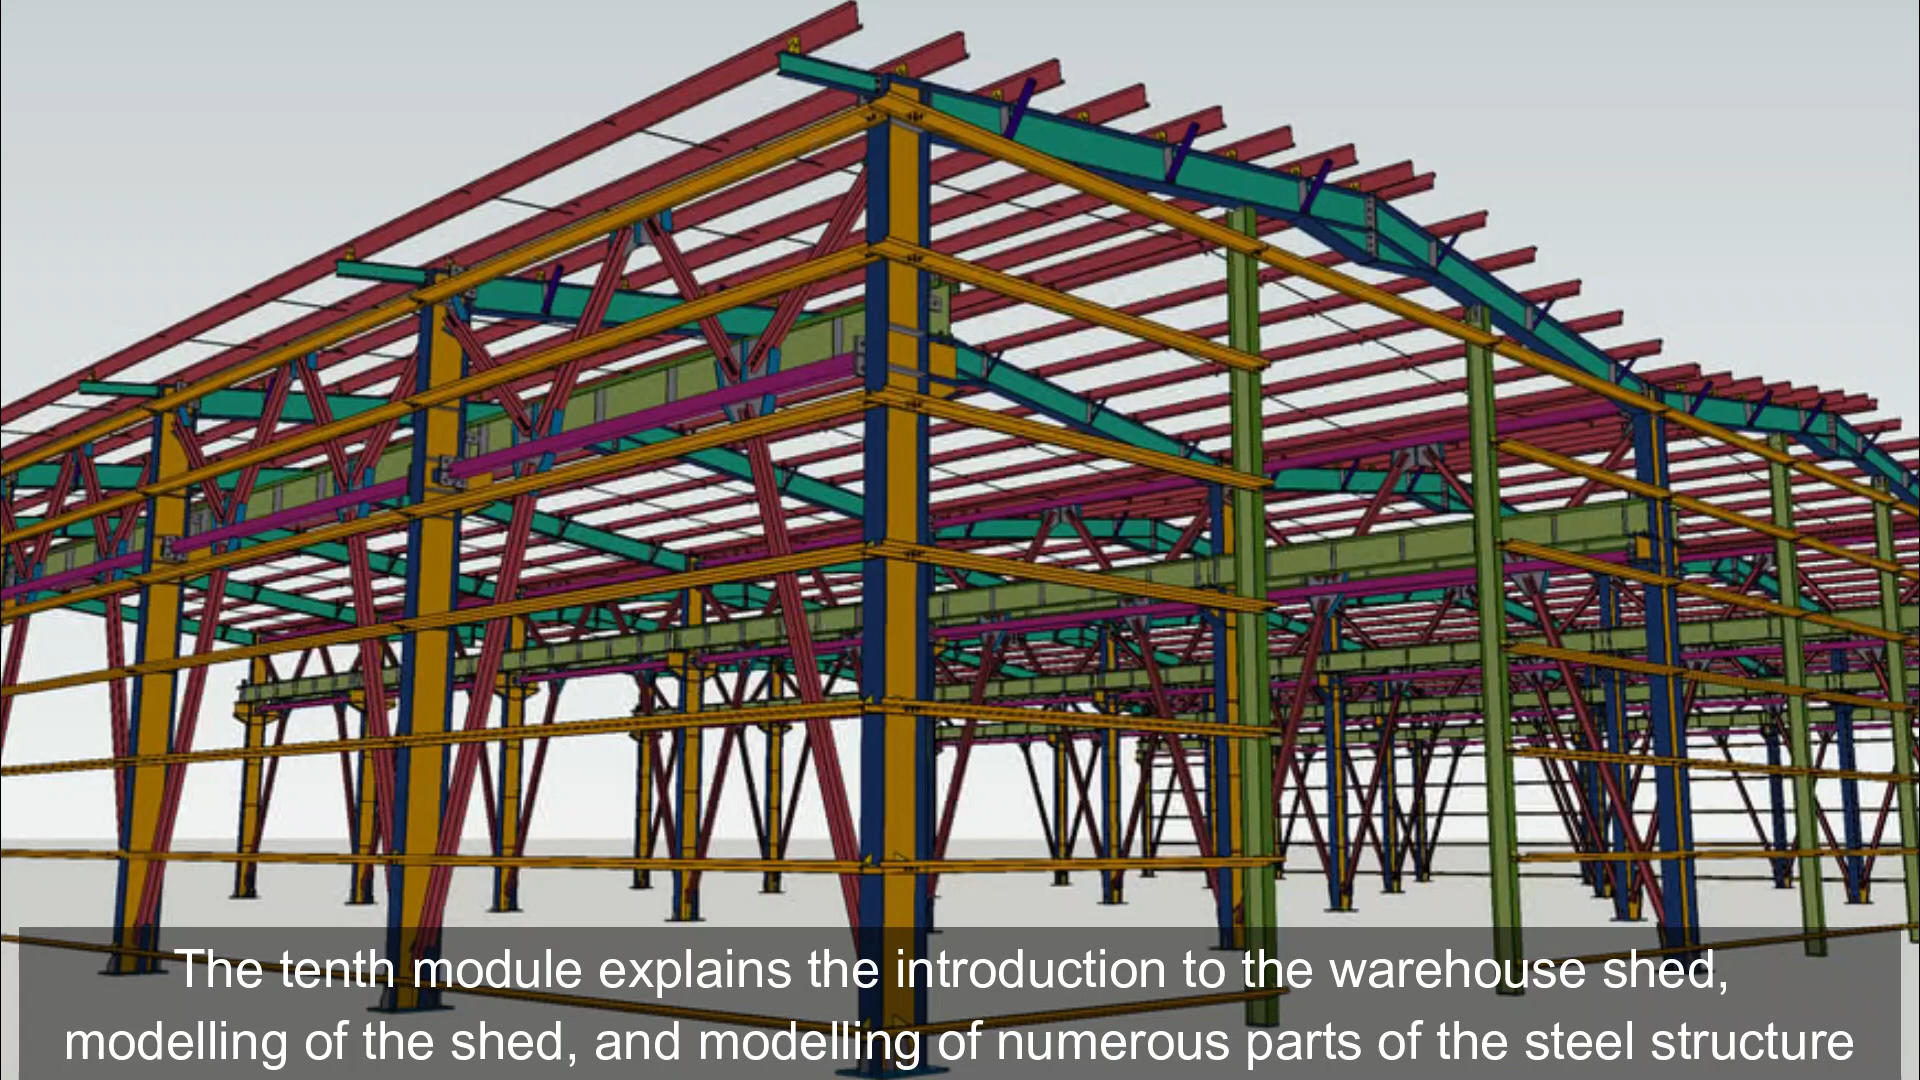 The tenth module explains the introduction to the warehouse shed,
modelling of the shed, and modelling of numerous parts of the steel structure